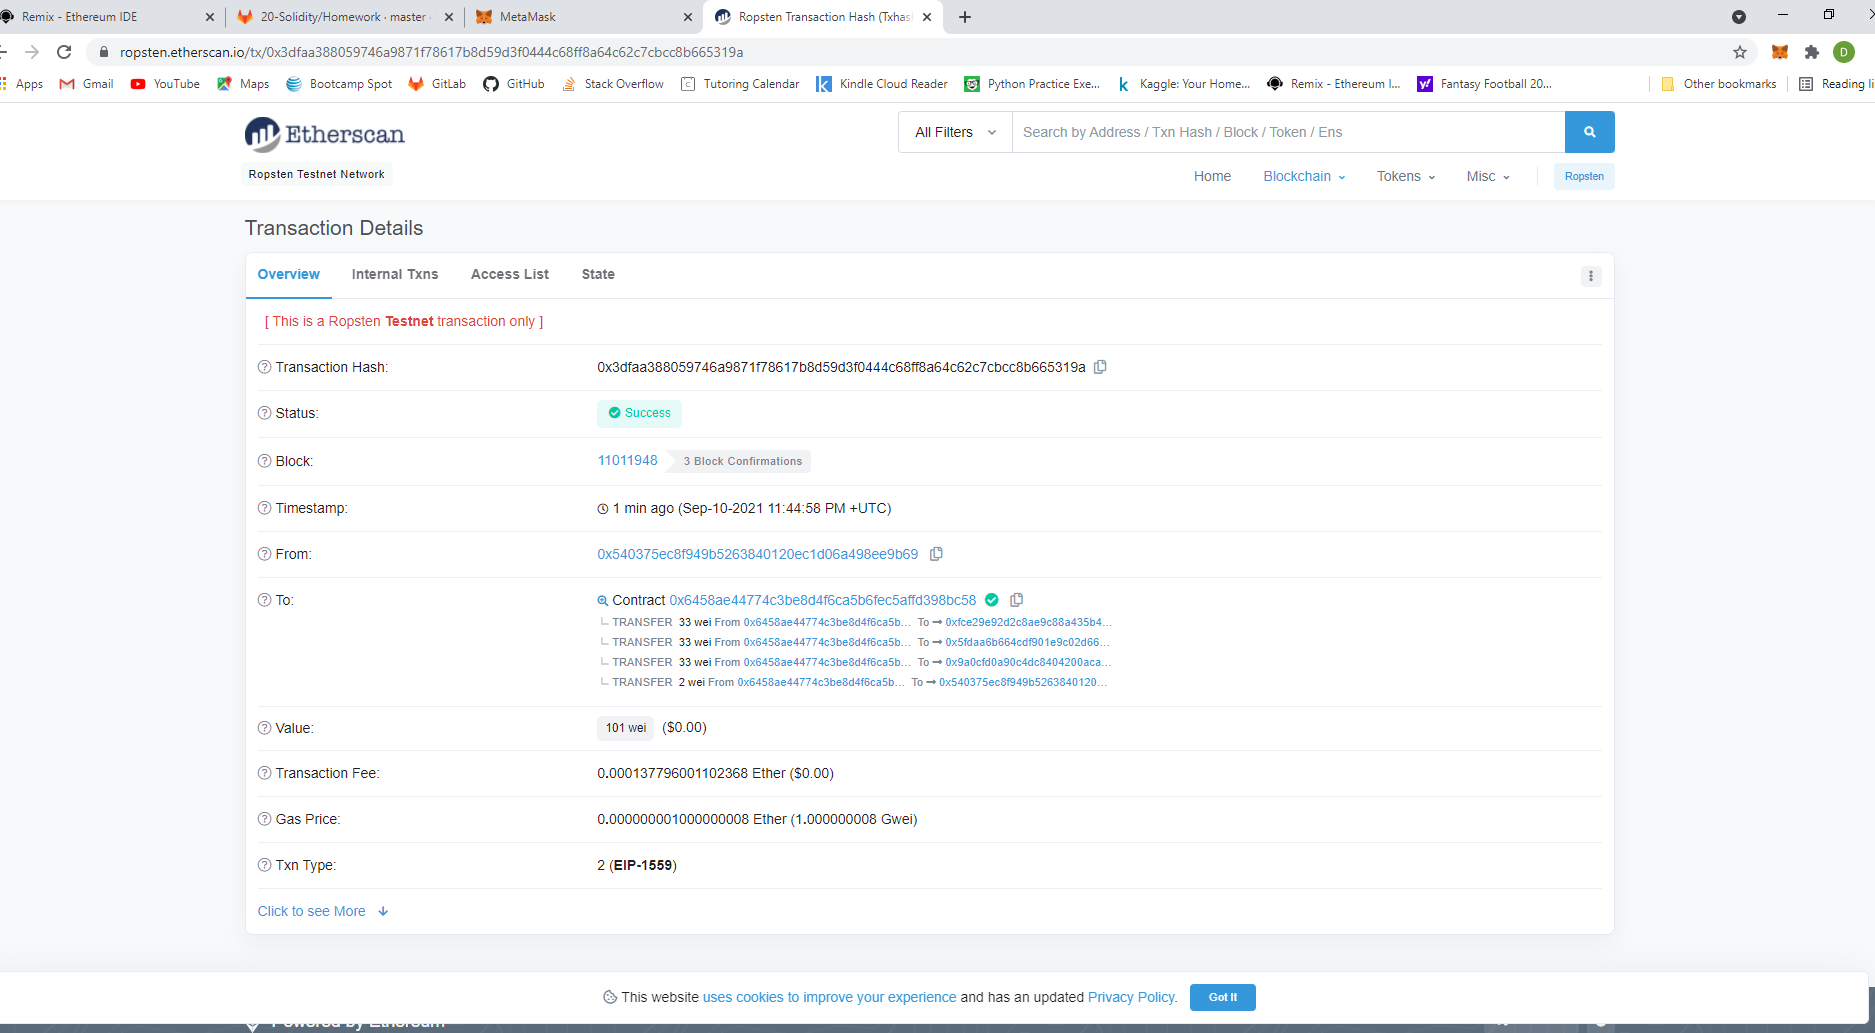 Remix - Ethereum IDE
20-Solidity/Homework · master
MetaMask
Ropsten Transaction Hash (Txhas
ropsten.etherscan.io/tx/0x3dfaa388059746a9871f78617b8d59d3f0444c68ff8a64c62c7cbcc8b665319a
D
Apps Gmail YouTube Maps Bootcamp Spot GitLab GitHub Stack Overflow Tutoring Calendar Kindle Cloud Reader Python Practice Exe... Kaggle: Your Home... Remix - Ethereum I... Fantasy Football 20... Other bookmarks Reading li
Etherscan
All Filters Search by Address / Txn Hash / Block / Token / Ens
Ropsten Testnet Network
Home Blockchain Tokens Misc Ropsten
Transaction Details
Overview Internal Txns Access List State
[ This is a Ropsten Testnet transaction only ]
Transaction Hash: 0x3dfaa388059746a9871f78617b8d59d3f0444c68ff8a64c62c7cbcc8b665319a
Status: Success
Block: 11011948 3 Block Confirmations
Timestamp: 1 min ago (Sep-10-2021 11:44:58 PM +UTC)
From: 0x540375ec8f949b5263840120ec1d06a498ee9b69
To: Contract 0x6458ae44774c3be8d4f6ca5b6fec5affd398bc58
TRANSFER 33 wei From 0x6458ae44774c3be8d4f6ca5b... To → 0xfce29e92d2c8ae9c88a435b4...
TRANSFER 33 wei From 0x6458ae44774c3be8d4f6ca5b... To → 0x5fdaa6b664cdf901e9c02d66...
TRANSFER 33 wei From 0x6458ae44774c3be8d4f6ca5b... To → 0x9a0cfd0a90c4dc8404200aca...
TRANSFER 2 wei From 0x6458ae44774c3be8d4f6ca5b... To → 0x540375ec8f949b5263840120...
Value: 101 wei ($0.00)
Transaction Fee: 0.000137796001102368 Ether ($0.00)
Gas Price: 0.000000001000000008 Ether (1.000000008 Gwei)
Txn Type: 2 (EIP-1559)
Click to see More
This website uses cookies to improve your experience and has an updated Privacy Policy. Got It
Powered by Ethereum